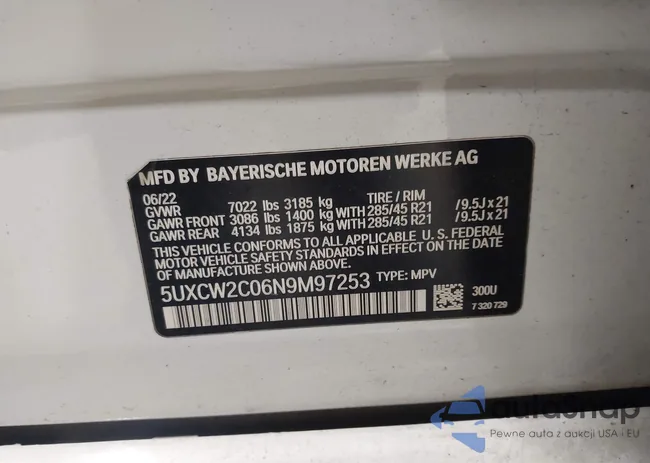 MFD BY BAYERISCHE MOTOREN WERKE AG
06/22
GVWR 7022 lbs 3185 kg TIRE / RIM
GAWR FRONT 3086 lbs 1400 kg WITH 285/45 R21 /9.5J x 21
GAWR REAR 4134 lbs 1875 kg WITH 285/45 R21 /9.5J x 21
THIS VEHICLE CONFORMS TO ALL APPLICABLE U.S. FEDERAL
MOTOR VEHICLE SAFETY STANDARDS IN EFFECT ON THE DATE
OF MANUFACTURE SHOWN ABOVE.
5UXCW2C06N9M97253 TYPE: MPV
300U
7 320 729
autosnap
Pewne auta z aukcji USA i EU